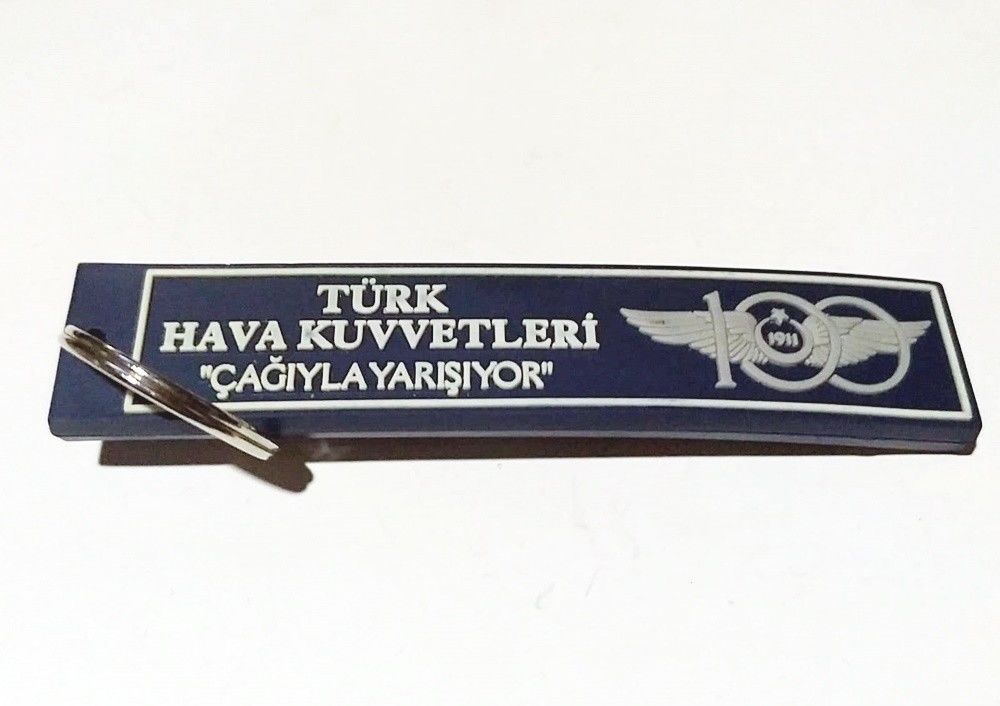 TÜRK
HAVA KUVVETLERİ
"ÇAĞIYLA YARIŞIYOR"
100
1911